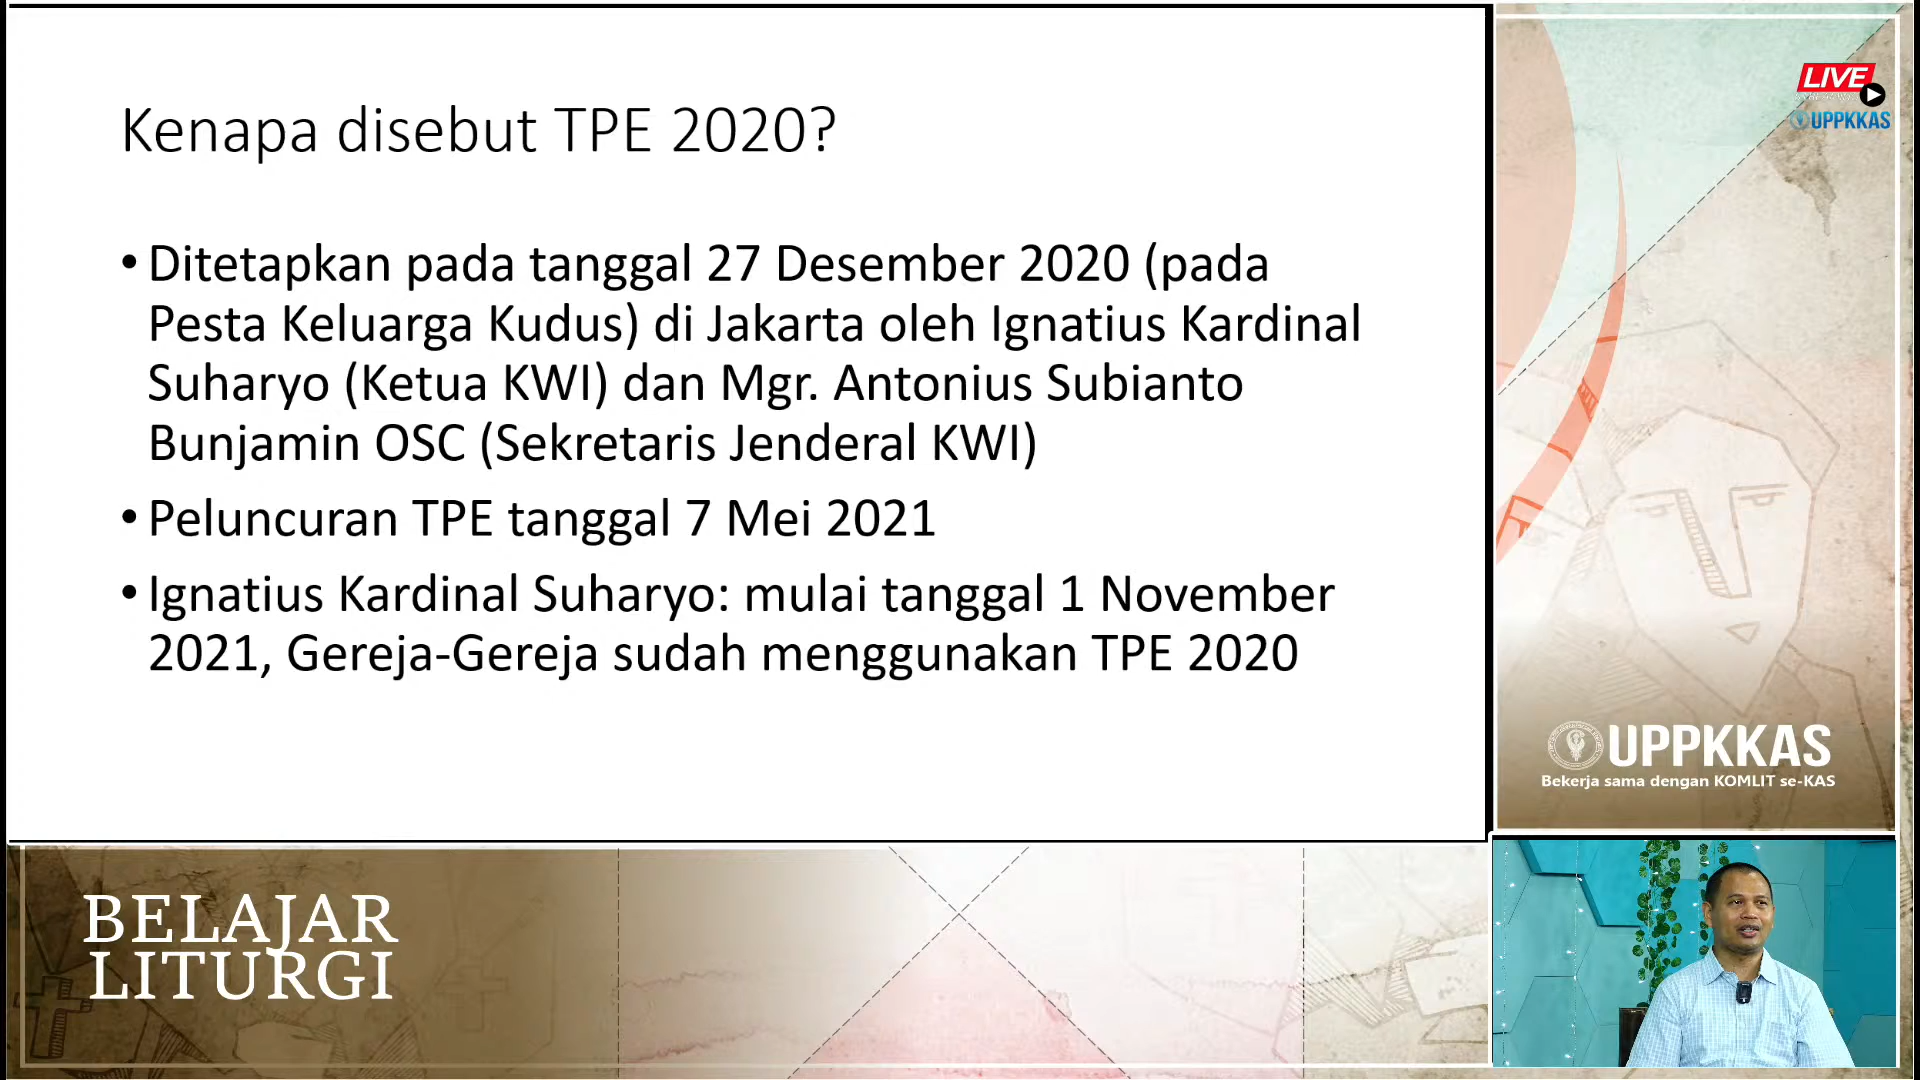 Kenapa disebut TPE 2020?
• Ditetapkan pada tanggal 27 Desember 2020 (pada
Pesta Keluarga Kudus) di Jakarta oleh Ignatius Kardinal
Suharyo (Ketua KWI) dan Mgr. Antonius Subianto
Bunjamin OSC (Sekretaris Jenderal KWI)
• Peluncuran TPE tanggal 7 Mei 2021
• Ignatius Kardinal Suharyo: mulai tanggal 1 November
2021, Gereja-Gereja sudah menggunakan TPE 2020
LIVE
UPPKKAS
UPPKKAS
Bekerja sama dengan KOMLIT se-KAS
BELAJAR
LITURGI